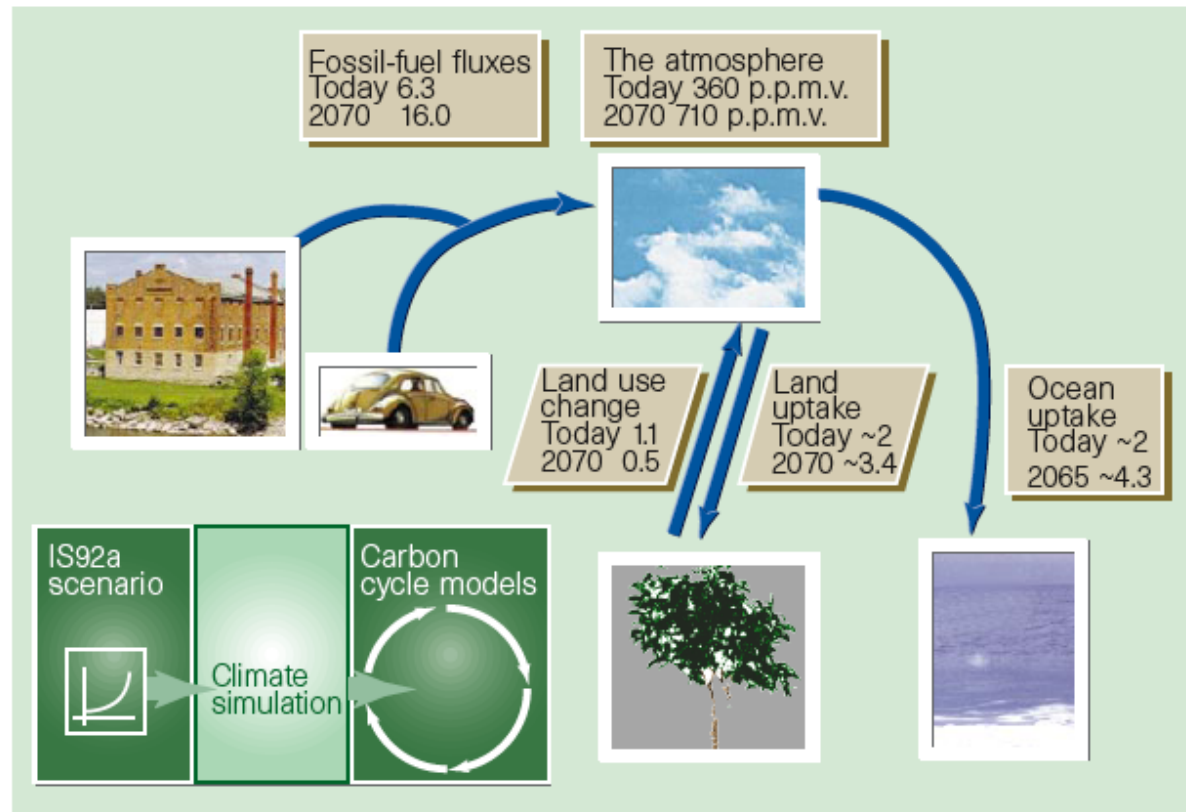 Fossil-fuel fluxes
Today 6.3
2070 16.0
The atmosphere
Today 360 p.p.m.v.
2070 710 p.p.m.v.
Land use
change
Today 1.1
2070 0.5
Land
uptake
Today ~2
2070 ~3.4
Ocean
uptake
Today ~2
2065 ~4.3
IS92a
scenario
Climate
simulation
Carbon
cycle models